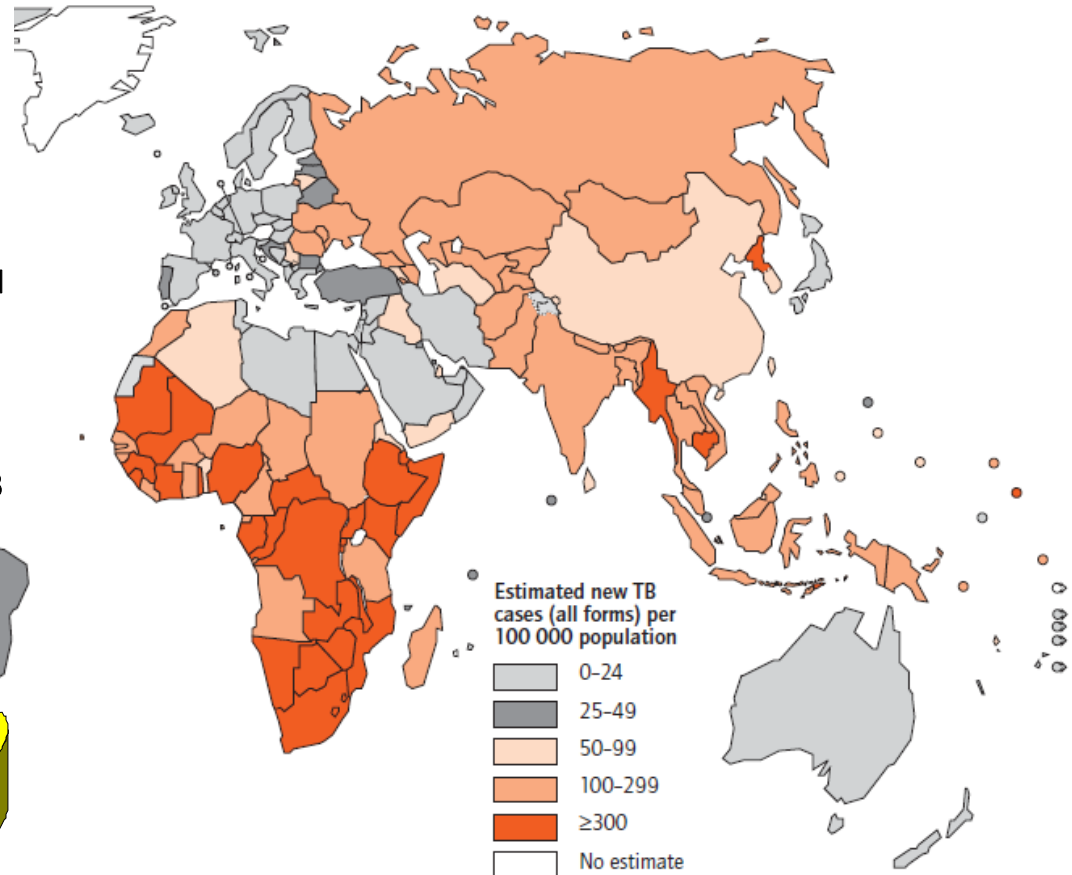 Estimated new TB
cases (all forms) per
100 000 population
0–24
25–49
50–99
100–299
≥300
No estimate